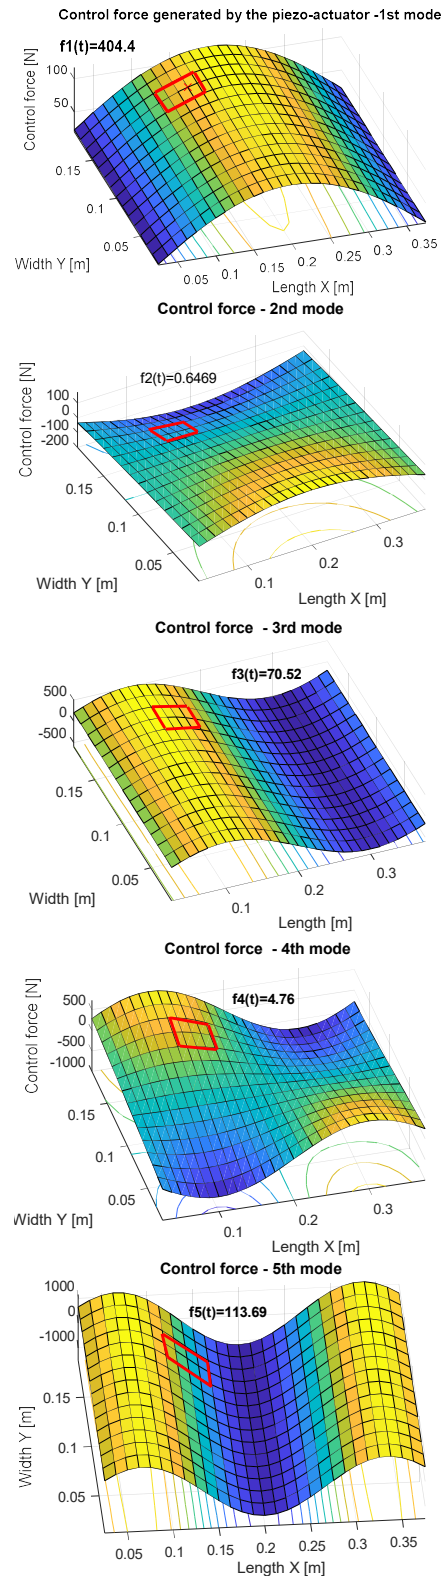 Control force generated by the piezo-actuator -1st mode
f1(t)=404.4
Control force [N]
100
50
0.15
0.1
0.05
Width Y [m]
0.05
0.1
0.15
0.2
0.25
0.3
0.35
Length X [m]
Control force - 2nd mode
f2(t)=0.6469
Control force [N]
100
0
-100
-200
0.15
0.1
0.05
Width Y [m]
0.1
0.2
0.3
Length X [m]
Control force - 3rd mode
f3(t)=70.52
500
0
-500
0.15
0.1
0.05
Width [m]
0.1
0.2
0.3
Length [m]
Control force - 4th mode
f4(t)=4.76
Control force [N]
500
0
-500
-1000
0.15
0.1
0.05
Width Y [m]
0.1
0.2
0.3
Length X [m]
Control force - 5th mode
f5(t)=113.69
1000
0
-1000
0.15
0.1
0.05
Width Y [m]
0.05
0.1
0.15
0.2
0.25
0.3
0.35
Length X [m]